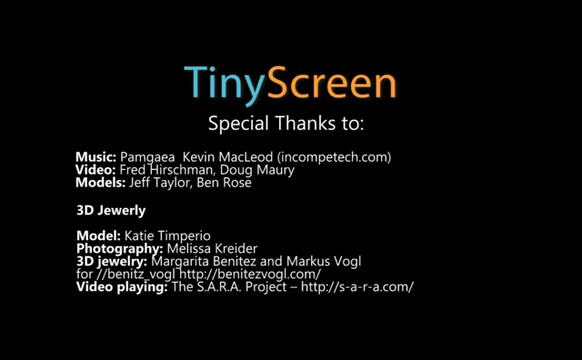 TinyScreen
Special Thanks to:
Music: Pamgaea Kevin MacLeod (incompetech.com)
Video: Fred Hirschman, Doug Maury
Models: Jeff Taylor, Ben Rose
3D Jewerly
Model: Katie Timperio
Photography: Melissa Kreider
3D jewelry: Margarita Benitez and Markus Vogl
for //benitz_vogl http://benitezvogl.com/
Video playing: The S.A.R.A. Project – http://s-a-r-a.com/